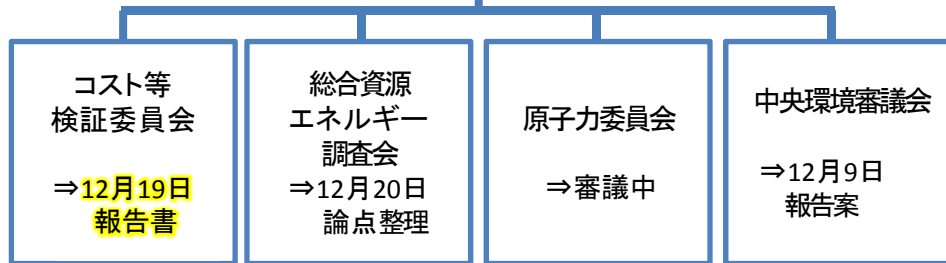 コスト等
検証委員会
⇒12月19日
報告書
総合資源
エネルギー
調査会
⇒12月20日
論点整理
原子力委員会
⇒審議中
中央環境審議会
⇒12月9日
報告案